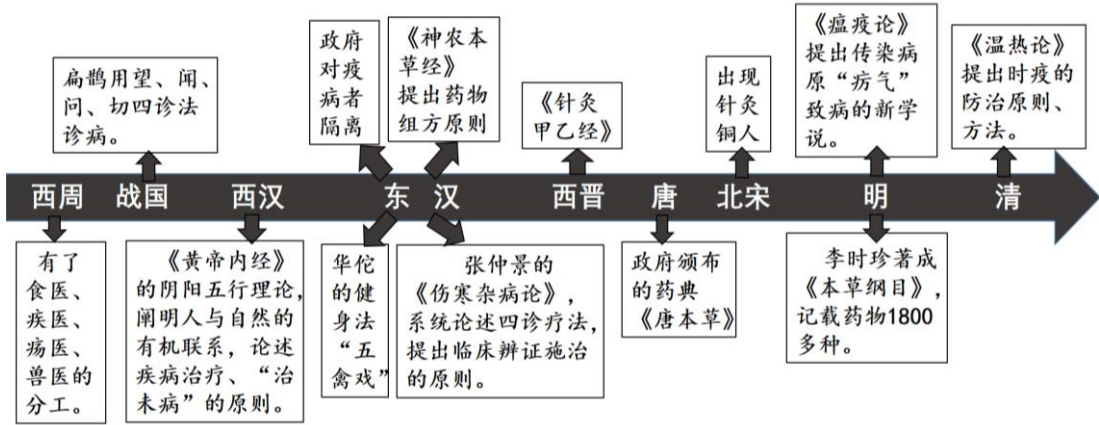 扁鹊用望、闻、
问、切四诊法
诊病。
政府
对疫
病者
隔离
《神农本
草经》
提出药物
组方原则
《针灸
甲乙经》
出现
针灸
铜人
《瘟疫论》
提出传染病
原“疠气”
致病的新学
说。
《温热论》
提出时疫的
防治原则、
方法。
西周 战国 西汉 东 汉 西晋 唐 北宋 明 清
有了
食医、
疾医、
疡医、
兽医的
分工。
《黄帝内经》
的阴阳五行理论,
阐明人与自然的
有机联系,论述
疾病治疗、“治
未病”的原则。
华佗
的健
身法
“五
禽戏”
张仲景的
《伤寒杂病论》,
系统论述四诊疗法,
提出临床辨证施治
的原则。
政府颁布
的药典
《唐本草》
李时珍著成
《本草纲目》,
记载药物1800
多种。